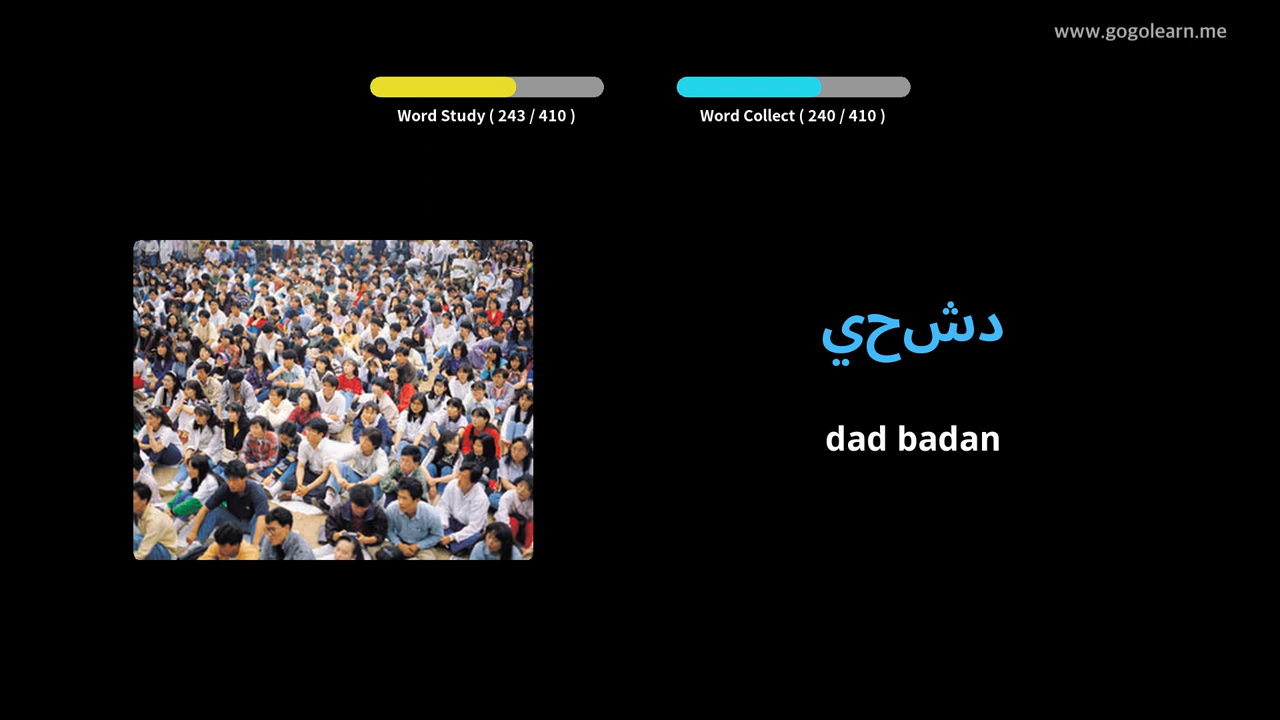 www.gogolearn.me
Word Study ( 243 / 410 )
Word Collect ( 240 / 410 )
دشحي
dad badan